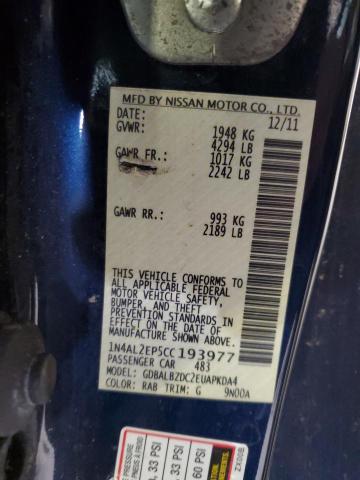 MFD BY NISSAN MOTOR CO., LTD.
DATE: 12/11
GVWR: 1948 KG
4294 LB
GAWR FR.: 1017 KG
2242 LB
GAWR RR.: 993 KG
2189 LB
THIS VEHICLE CONFORMS TO
ALL APPLICABLE FEDERAL
MOTOR VEHICLE SAFETY,
BUMPER, AND THEFT
PREVENTION STANDARDS IN
EFFECT ON THE DATE OF
MANUFACTURE SHOWN ABOVE.
1N4AL2EP5CC193977
PASSENGER CAR 483
MODEL: GDBALBZDC2EUAPKDA4
COLOR: RAB TRIM: G 9N00A
33 PSI
33 PSI
60 PSI